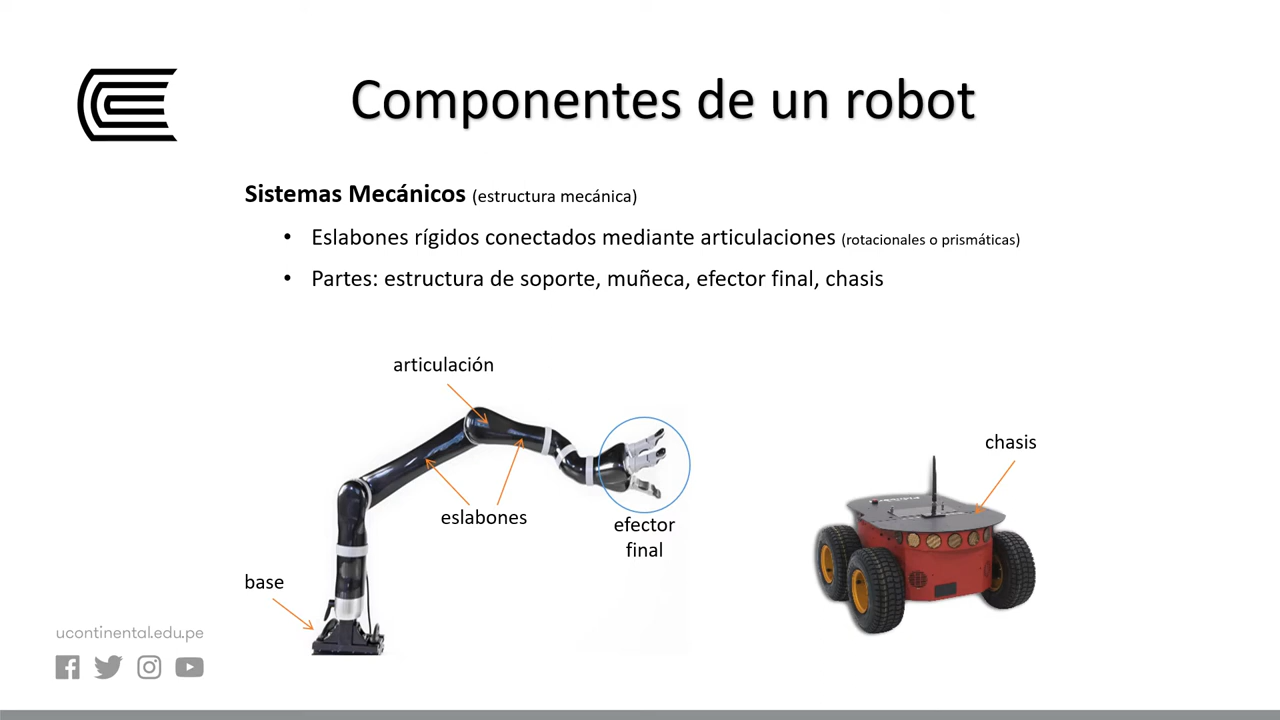 Componentes de un robot
Sistemas Mecánicos (estructura mecánica)
• Eslabones rígidos conectados mediante articulaciones (rotacionales o prismáticas)
• Partes: estructura de soporte, muñeca, efector final, chasis
articulación
chasis
eslabones
efector
final
base
ucontinental.edu.pe